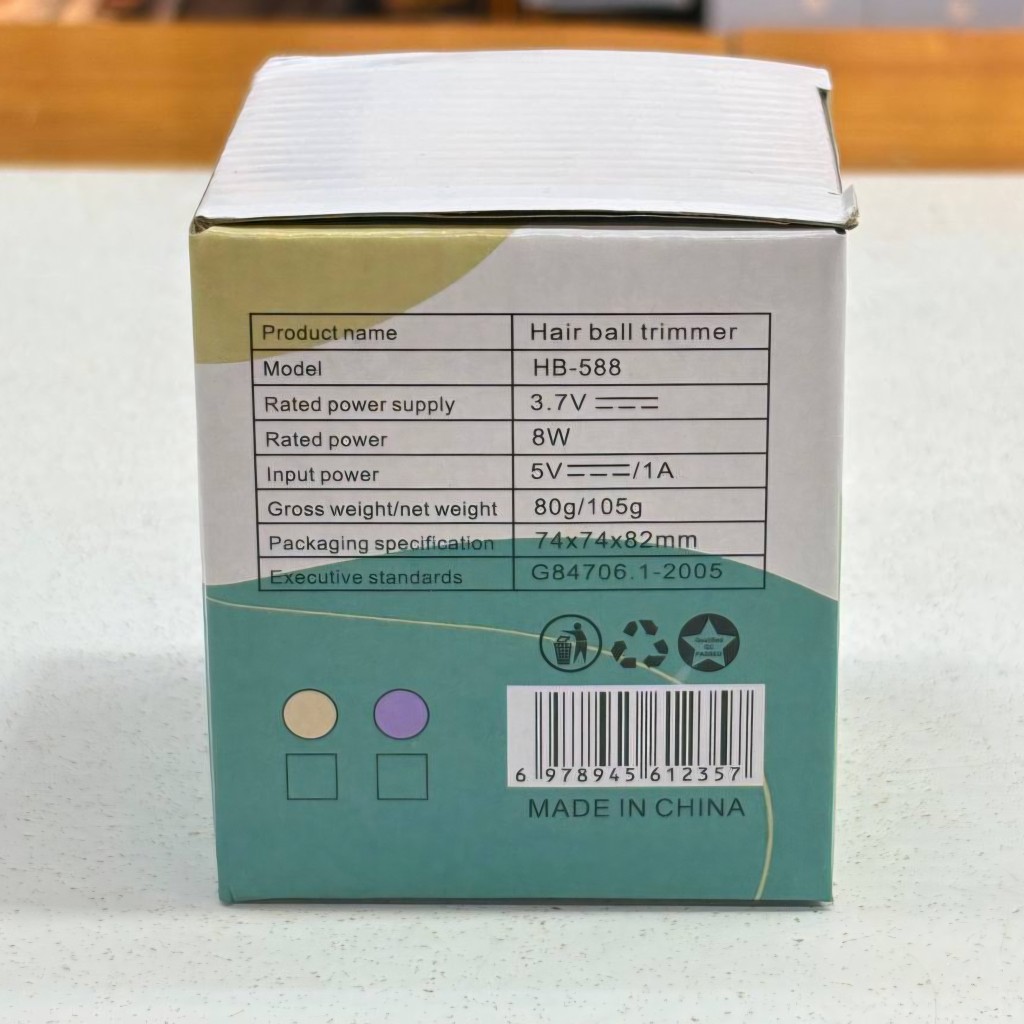 Product name Hair ball trimmer
Model HB-588
Rated power supply 3.7V ⎓
Rated power 8W
Input power 5V⎓/1A
Gross weight/net weight 80g/105g
Packaging specification 74x74x82mm
Executive standards G84706.1-2005
PASSED
6 978945 612357
MADE IN CHINA